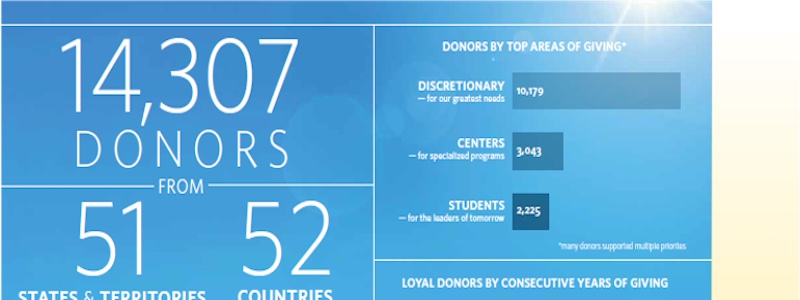 14,307
DONORS
FROM
51 52
STATES & TERRITORIES COUNTRIES
DONORS BY TOP AREAS OF GIVING*
DISCRETIONARY
— for our greatest needs
10,179
CENTERS
— for specialized programs
3,043
STUDENTS
— for the leaders of tomorrow
2,225
*many donors supported multiple priorities
LOYAL DONORS BY CONSECUTIVE YEARS OF GIVING